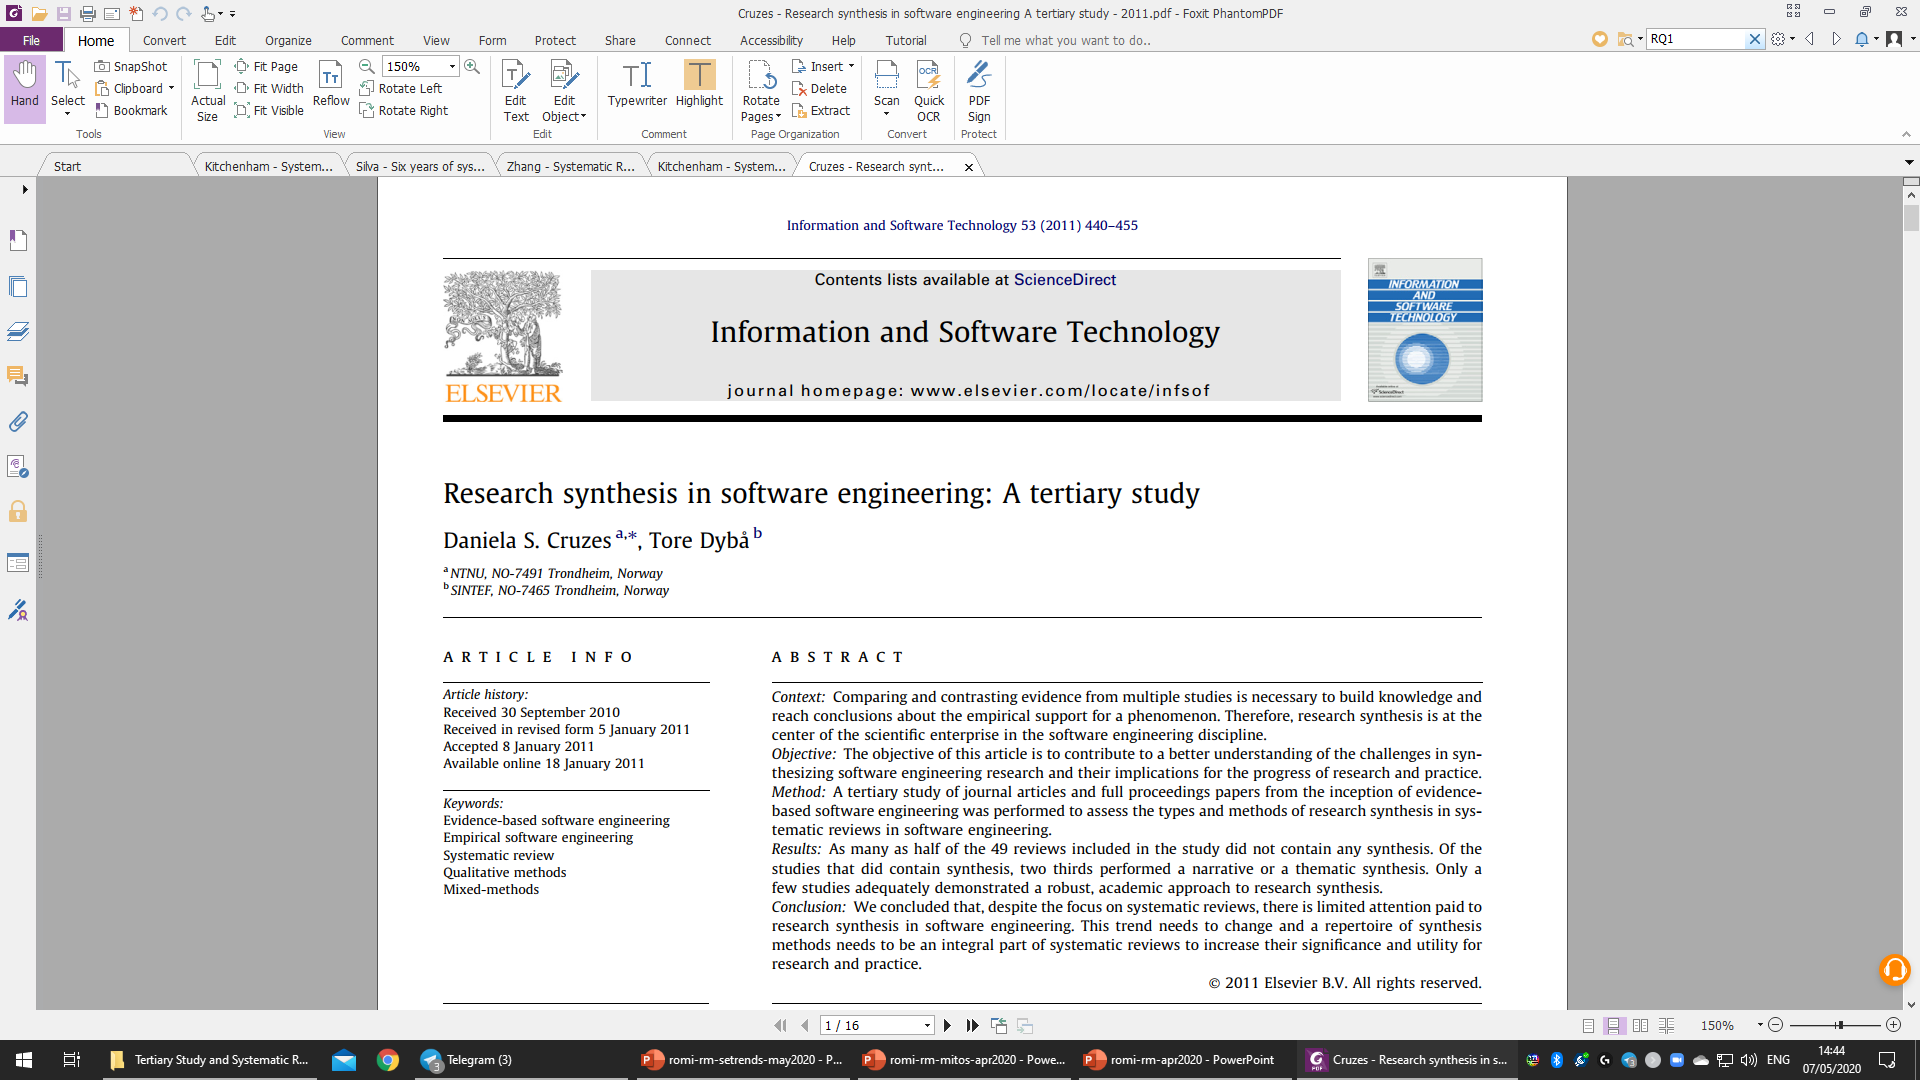 Cruzes - Research synthesis in software engineering A tertiary study - 2011.pdf - Foxit PhantomPDF
File Home Convert Edit Organize Comment View Form Protect Share Connect Accessibility Help Tutorial Tell me what you want to do.. RQ1
Hand Select SnapShot Clipboard Bookmark
Tools
Actual Size Fit Page Fit Width Fit Visible Reflow 150% Rotate Left Rotate Right
View
Edit Text Edit Object
Edit
Typewriter Highlight
Comment
Rotate Pages Insert Delete Extract
Page Organization
Scan Quick OCR
Convert
PDF Sign
Protect
Start Kitchenham - System... Silva - Six years of sys... Zhang - Systematic R... Kitchenham - System... Cruzes - Research synt...
Information and Software Technology 53 (2011) 440–455
Contents lists available at ScienceDirect
Information and Software Technology
journal homepage: www.elsevier.com/locate/infsof
ELSEVIER
INFORMATION
AND
SOFTWARE
TECHNOLOGY
Research synthesis in software engineering: A tertiary study
Daniela S. Cruzes a,*, Tore Dybå b
a NTNU, NO-7491 Trondheim, Norway
b SINTEF, NO-7465 Trondheim, Norway
ARTICLE INFO
Article history:
Received 30 September 2010
Received in revised form 5 January 2011
Accepted 8 January 2011
Available online 18 January 2011
Keywords:
Evidence-based software engineering
Empirical software engineering
Systematic review
Qualitative methods
Mixed-methods
ABSTRACT
Context: Comparing and contrasting evidence from multiple studies is necessary to build knowledge and
reach conclusions about the empirical support for a phenomenon. Therefore, research synthesis is at the
center of the scientific enterprise in the software engineering discipline.
Objective: The objective of this article is to contribute to a better understanding of the challenges in syn-
thesizing software engineering research and their implications for the progress of research and practice.
Method: A tertiary study of journal articles and full proceedings papers from the inception of evidence-
based software engineering was performed to assess the types and methods of research synthesis in sys-
tematic reviews in software engineering.
Results: As many as half of the 49 reviews included in the study did not contain any synthesis. Of the
studies that did contain synthesis, two thirds performed a narrative or a thematic synthesis. Only a
few studies adequately demonstrated a robust, academic approach to research synthesis.
Conclusion: We concluded that, despite the focus on systematic reviews, there is limited attention paid to
research synthesis in software engineering. This trend needs to change and a repertoire of synthesis
methods needs to be an integral part of systematic reviews to increase their significance and utility for
research and practice.
© 2011 Elsevier B.V. All rights reserved.
1 / 16
150%
Tertiary Study and Systematic R... Telegram (3) romi-rm-setrends-may2020 - P... romi-rm-mitos-apr2020 - Powe... romi-rm-apr2020 - PowerPoint Cruzes - Research synthesis in s... ENG
14:44
07/05/2020